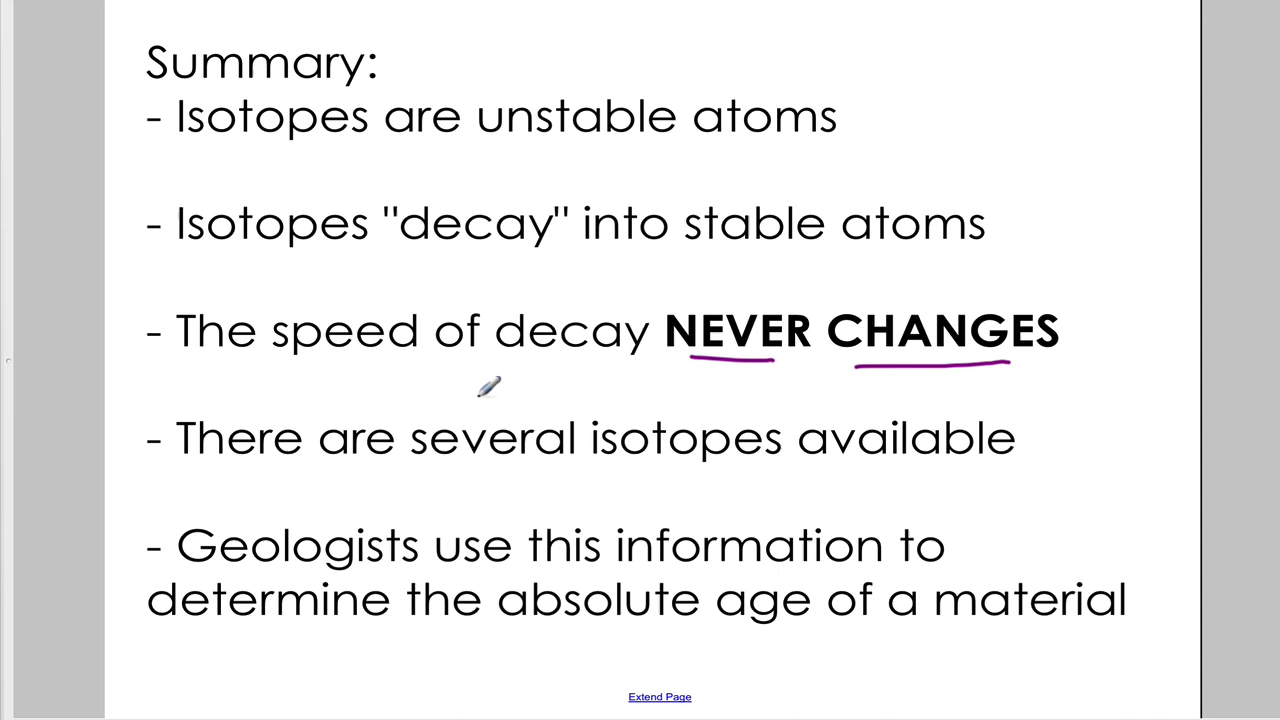 Summary:
- Isotopes are unstable atoms
- Isotopes "decay" into stable atoms
- The speed of decay NEVER CHANGES
- There are several isotopes available
- Geologists use this information to
determine the absolute age of a material
Extend Page